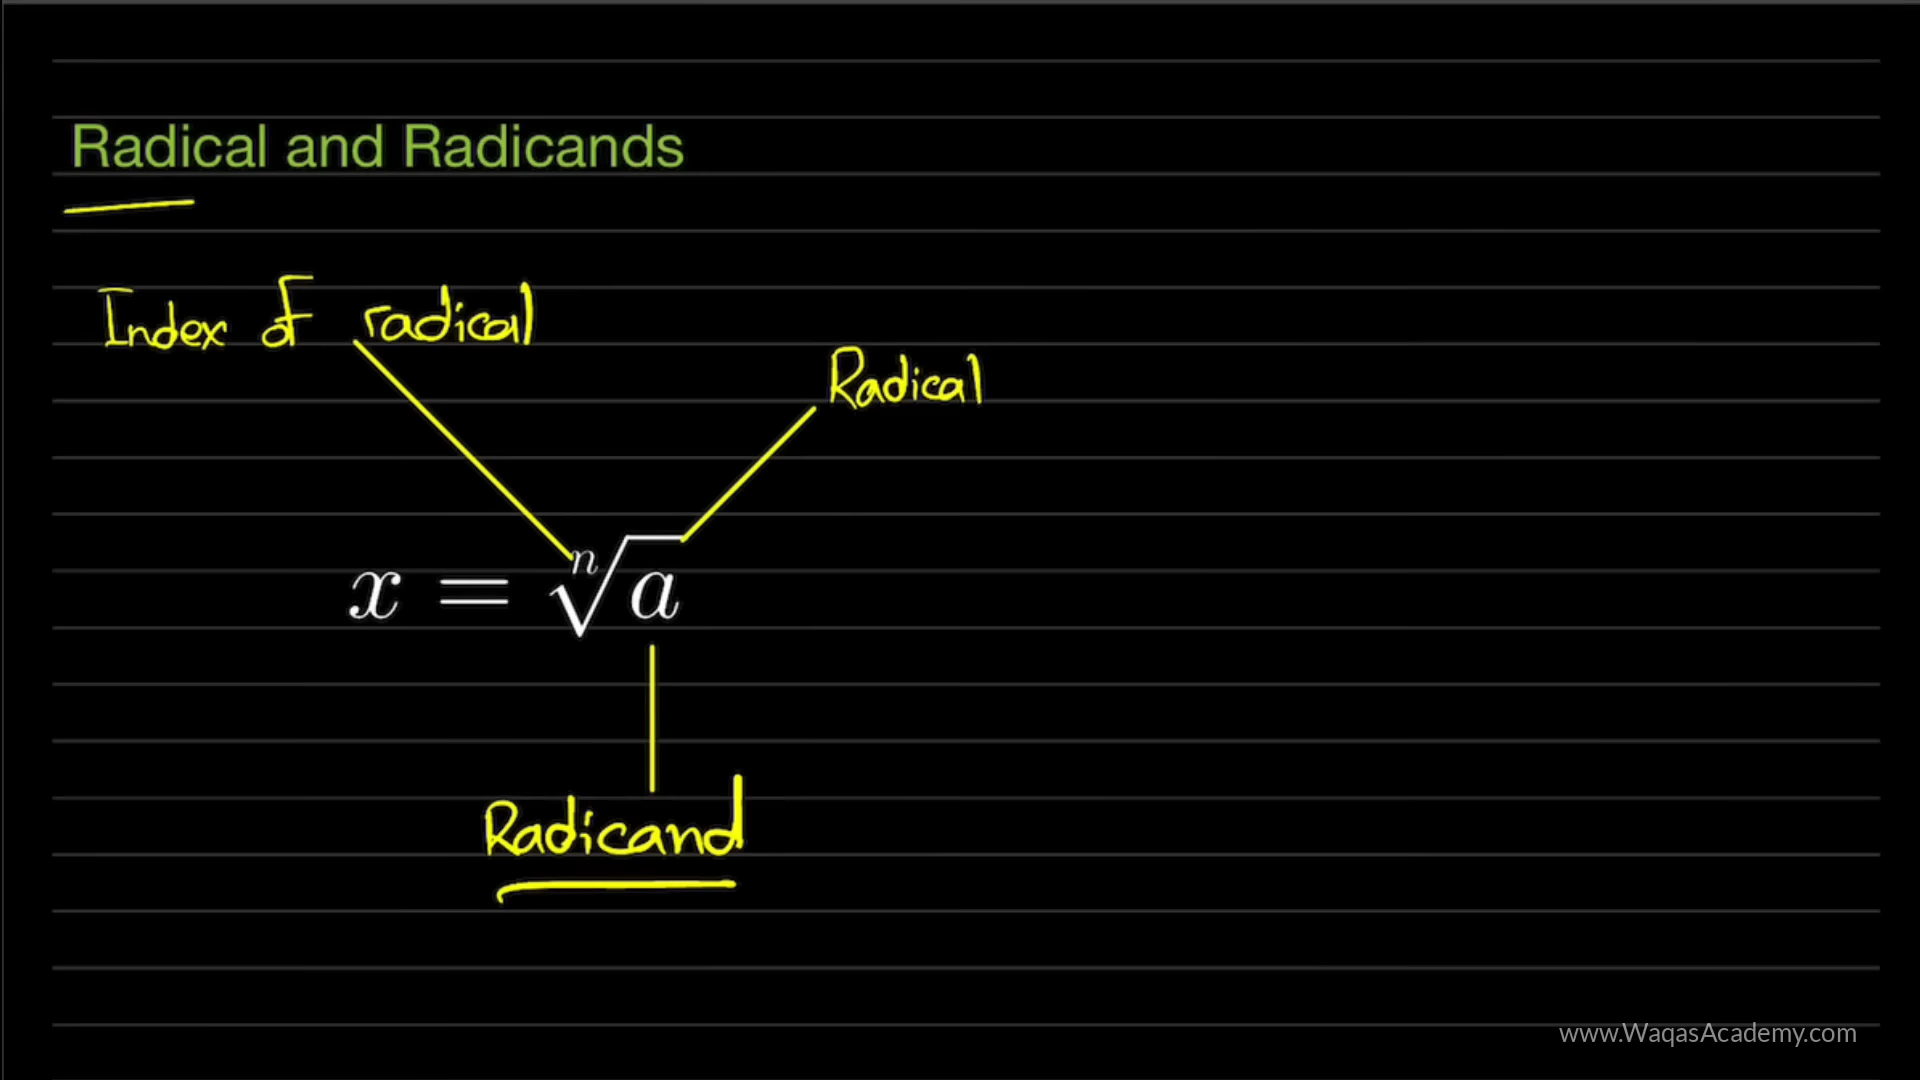 Radical and Radicands
Index of radical
Radical
x = ⁿ√a
Radicand
www.WaqasAcademy.com